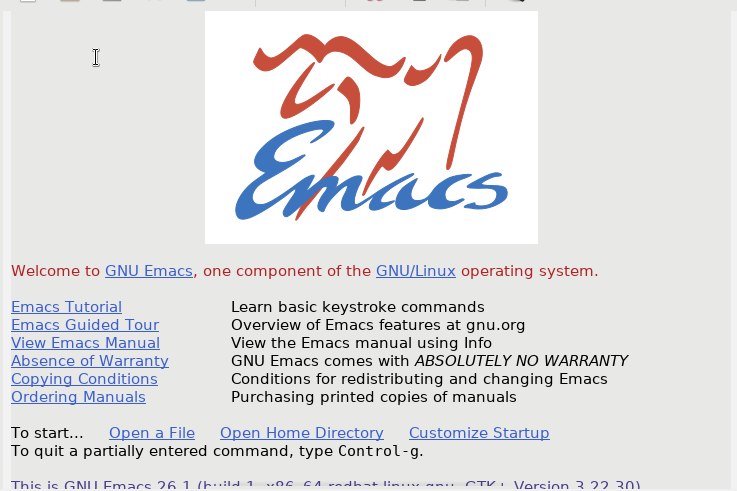 Emacs
Welcome to GNU Emacs, one component of the GNU/Linux operating system.
Emacs Tutorial Learn basic keystroke commands
Emacs Guided Tour Overview of Emacs features at gnu.org
View Emacs Manual View the Emacs manual using Info
Absence of Warranty GNU Emacs comes with ABSOLUTELY NO WARRANTY
Copying Conditions Conditions for redistributing and changing Emacs
Ordering Manuals Purchasing printed copies of manuals
To start... Open a File Open Home Directory Customize Startup
To quit a partially entered command, type Control-g.
This is GNU Emacs 26.1 (build 1, x86_64-redhat-linux-gnu, GTK+ Version 3.22.30)